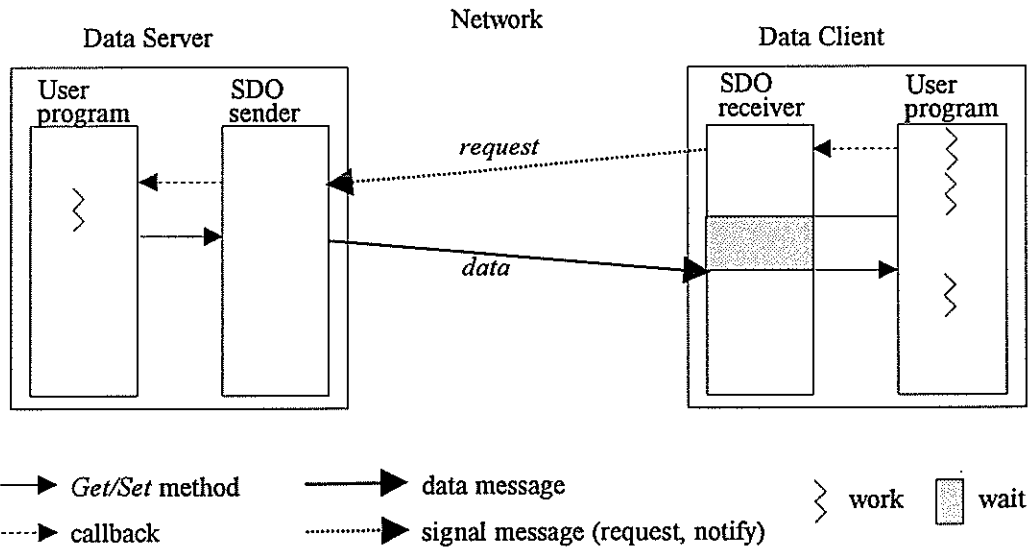 Network
Data Server
Data Client
User
program
SDO
sender
SDO
receiver
User
program
request
data
Get/Set method
data message
work
wait
callback
signal message (request, notify)